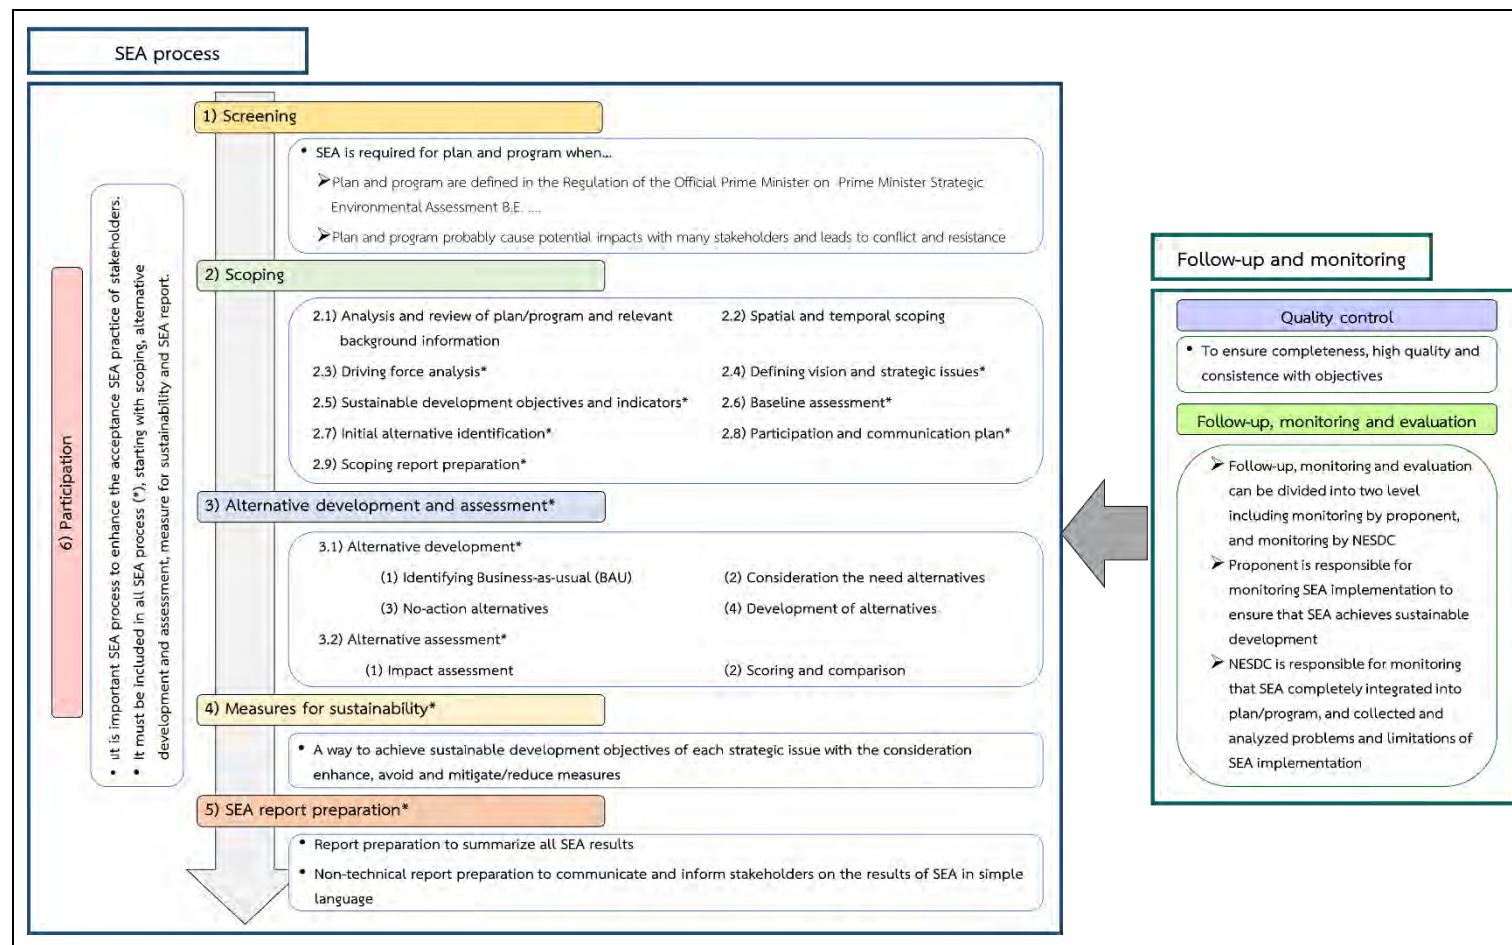 SEA process
1) Screening
• SEA is required for plan and program when...
➢Plan and program are defined in the Regulation of the Official Prime Minister on Prime Minister Strategic
Environmental Assessment B.E. ....
➢Plan and program probably cause potential impacts with many stakeholders and leads to conflict and resistance
2) Scoping
2.1) Analysis and review of plan/program and relevant
background information
2.2) Spatial and temporal scoping
2.3) Driving force analysis*
2.4) Defining vision and strategic issues*
2.5) Sustainable development objectives and indicators*
2.6) Baseline assessment*
2.7) Initial alternative identification*
2.8) Participation and communication plan*
2.9) Scoping report preparation*
3) Alternative development and assessment*
3.1) Alternative development*
(1) Identifying Business-as-usual (BAU)
(2) Consideration the need alternatives
(3) No-action alternatives
(4) Development of alternatives
3.2) Alternative assessment*
(1) Impact assessment
(2) Scoring and comparison
4) Measures for sustainability*
• A way to achieve sustainable development objectives of each strategic issue with the consideration
enhance, avoid and mitigate/reduce measures
5) SEA report preparation*
• Report preparation to summarize all SEA results
• Non-technical report preparation to communicate and inform stakeholders on the results of SEA in simple
language
6) Participation
• It is important SEA process to enhance the acceptance SEA practice of stakeholders.
• It must be included in all SEA process (*), starting with scoping, alternative
development and assessment, measure for sustainability and SEA report.
Follow-up and monitoring
Quality control
• To ensure completeness, high quality and
consistence with objectives
Follow-up, monitoring and evaluation
➢ Follow-up, monitoring and evaluation
can be divided into two level
including monitoring by proponent,
and monitoring by NESDC
➢ Proponent is responsible for
monitoring SEA implementation to
ensure that SEA achieves sustainable
development
➢ NESDC is responsible for monitoring
that SEA completely integrated into
plan/program, and collected and
analyzed problems and limitations of
SEA implementation